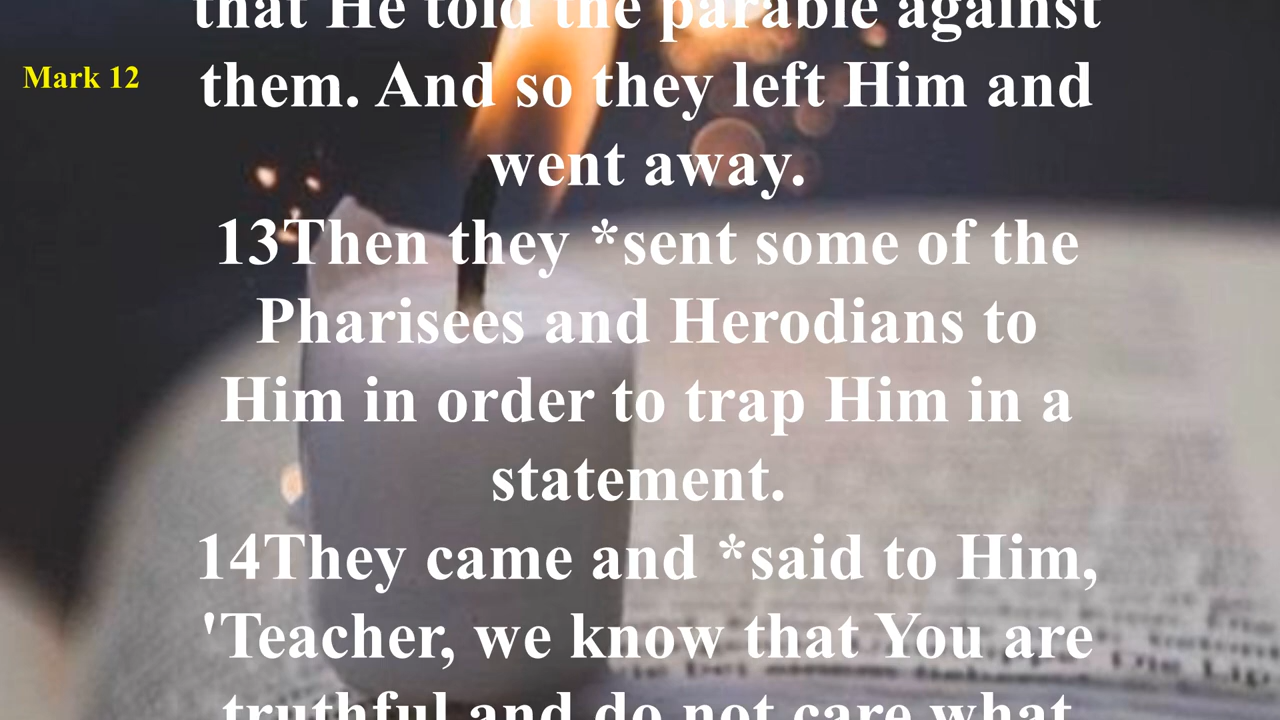 that He told the parable against
Mark 12
them. And so they left Him and
went away.
13Then they *sent some of the
Pharisees and Herodians to
Him in order to trap Him in a
statement.
14They came and *said to Him,
'Teacher, we know that You are
truthful and do not care what